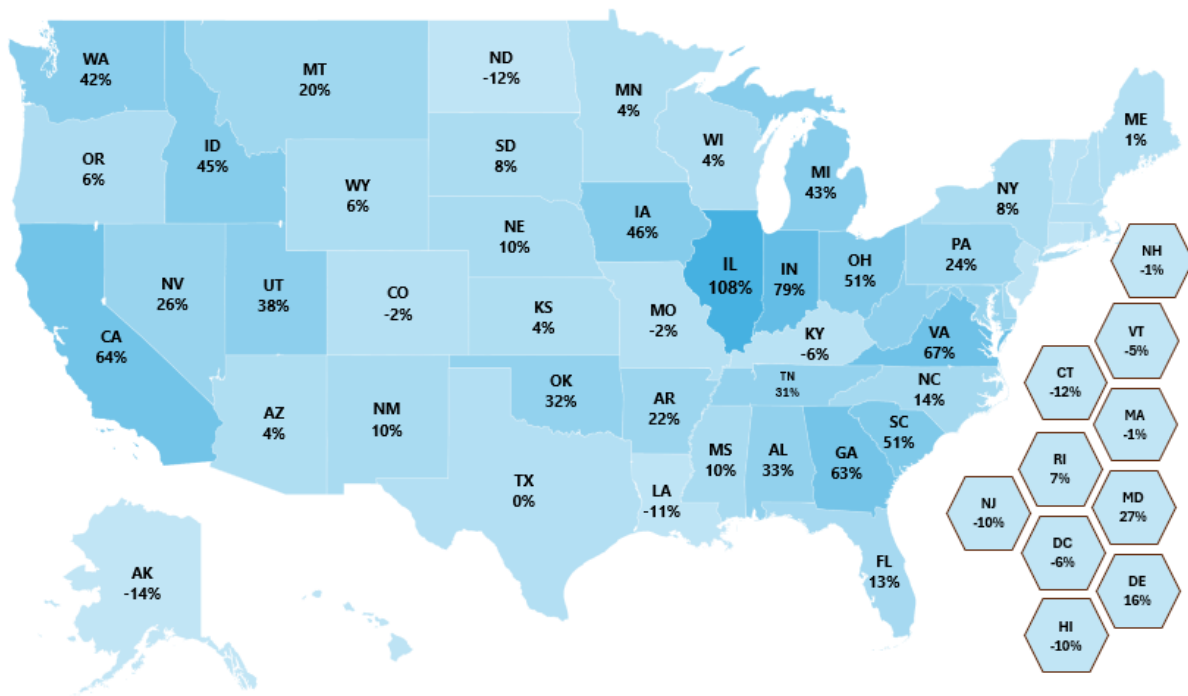 WA
42%
MT
20%
ND
-12%
MN
4%
ME
1%
OR
6%
ID
45%
SD
8%
WI
4%
MI
43%
NY
8%
WY
6%
NE
10%
IA
46%
PA
24%
NH
-1%
NV
26%
UT
38%
CO
-2%
KS
4%
MO
-2%
IL
108%
IN
79%
OH
51%
CA
64%
KY
-6%
VA
67%
VT
-5%
CT
-12%
AZ
4%
NM
10%
OK
32%
AR
22%
TN
31%
NC
14%
MA
-1%
SC
51%
MS
10%
AL
33%
GA
63%
RI
7%
TX
0%
LA
-11%
NJ
-10%
MD
27%
DC
-6%
AK
-14%
FL
13%
DE
16%
HI
-10%